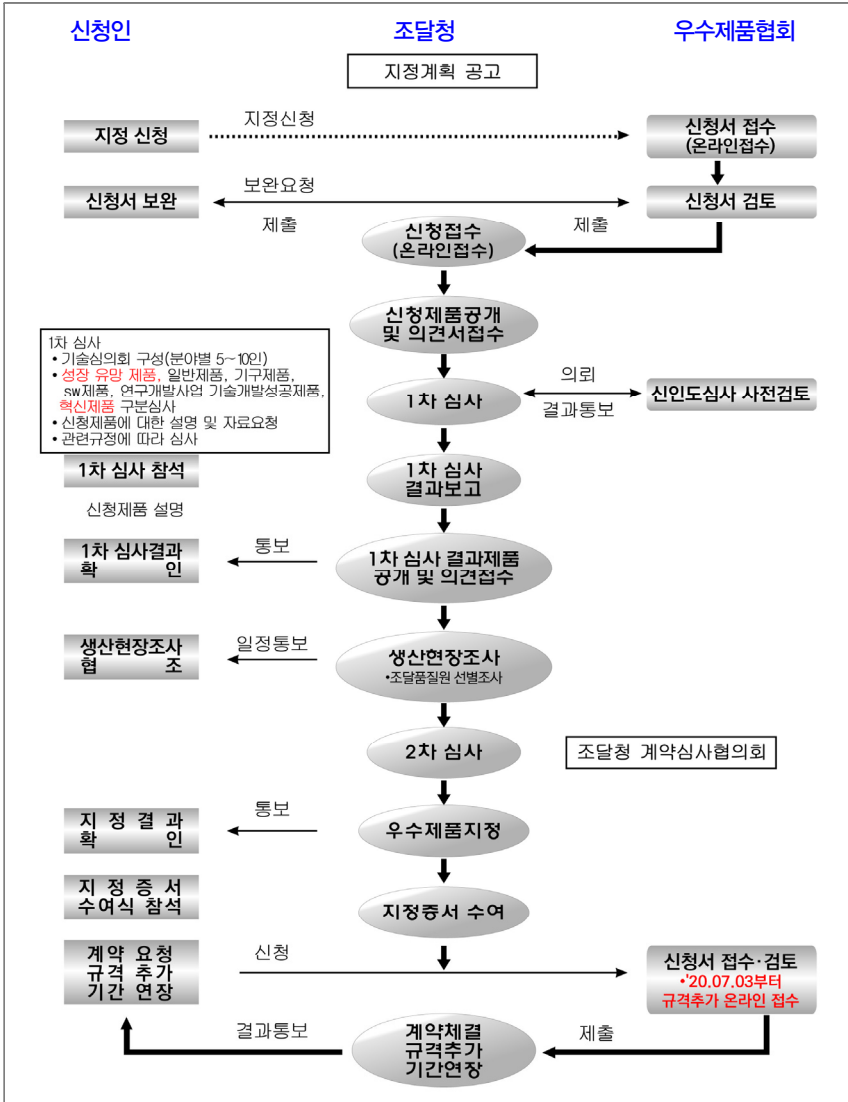 신청인 조달청 우수제품협회
지정계획 공고
지정신청
지정 신청
신청서 접수
(온라인접수)
보완요청
신청서 보완
신청서 검토
제출
제출
신청접수
(온라인접수)
신청제품공개
및 의견서접수
1차 심사
• 기술심의회 구성(분야별 5~10인)
• 성장 유망 제품, 일반제품, 기구제품,
sw제품, 연구개발사업 기술개발성공제품,
혁신제품 구분심사
• 신청제품에 대한 설명 및 자료요청
• 관련규정에 따라 심사
1차 심사
의뢰
결과통보
신인도심사 사전검토
1차 심사 참석
신청제품 설명
1차 심사
결과보고
1차 심사결과
확 인
통보
1차 심사 결과제품
공개 및 의견접수
생산현장조사
협 조
일정통보
생산현장조사
•조달품질원 선별조사
2차 심사
조달청 계약심사협의회
지 정 결 과
확 인
통보
우수제품지정
지 정 증 서
수여식 참석
지정증서 수여
계약 요청
규격 추가
기간 연장
신청
신청서 접수·검토
•'20.07.03부터
규격추가 온라인 접수
결과통보
계약체결
규격추가
기간연장
제출